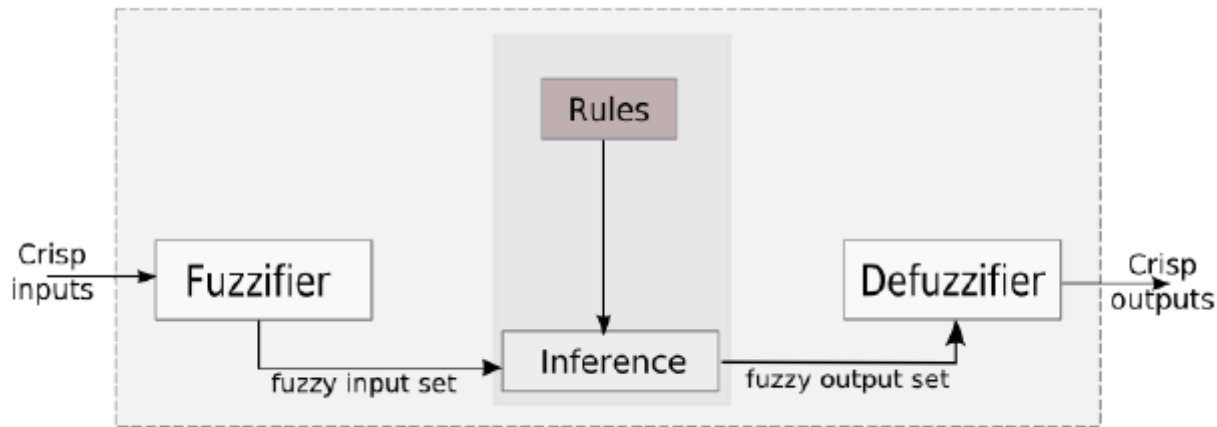 Rules
Crisp
inputs
Fuzzifier
Defuzzifier
Crisp
outputs
Inference
fuzzy input set
fuzzy output set